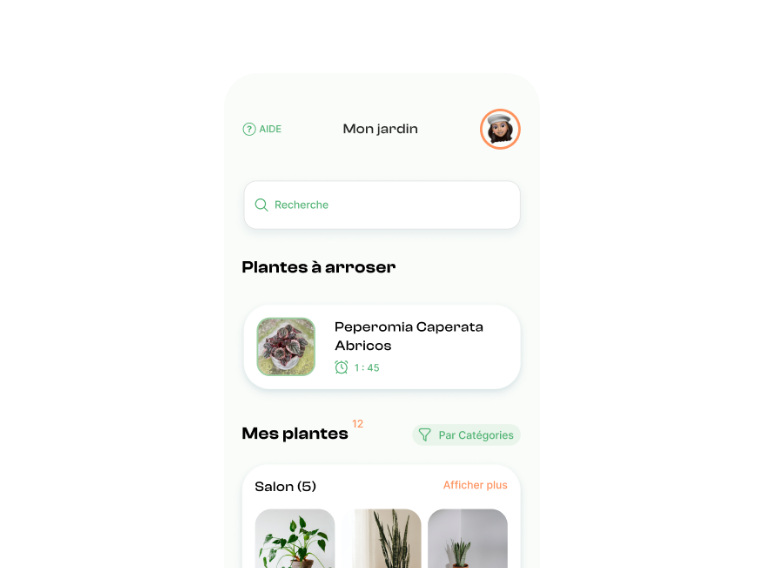 AIDE
Mon jardin
Recherche
Plantes à arroser
Peperomia Caperata
Abricos
1 : 45
Mes plantes 12
Par Catégories
Salon (5)
Afficher plus